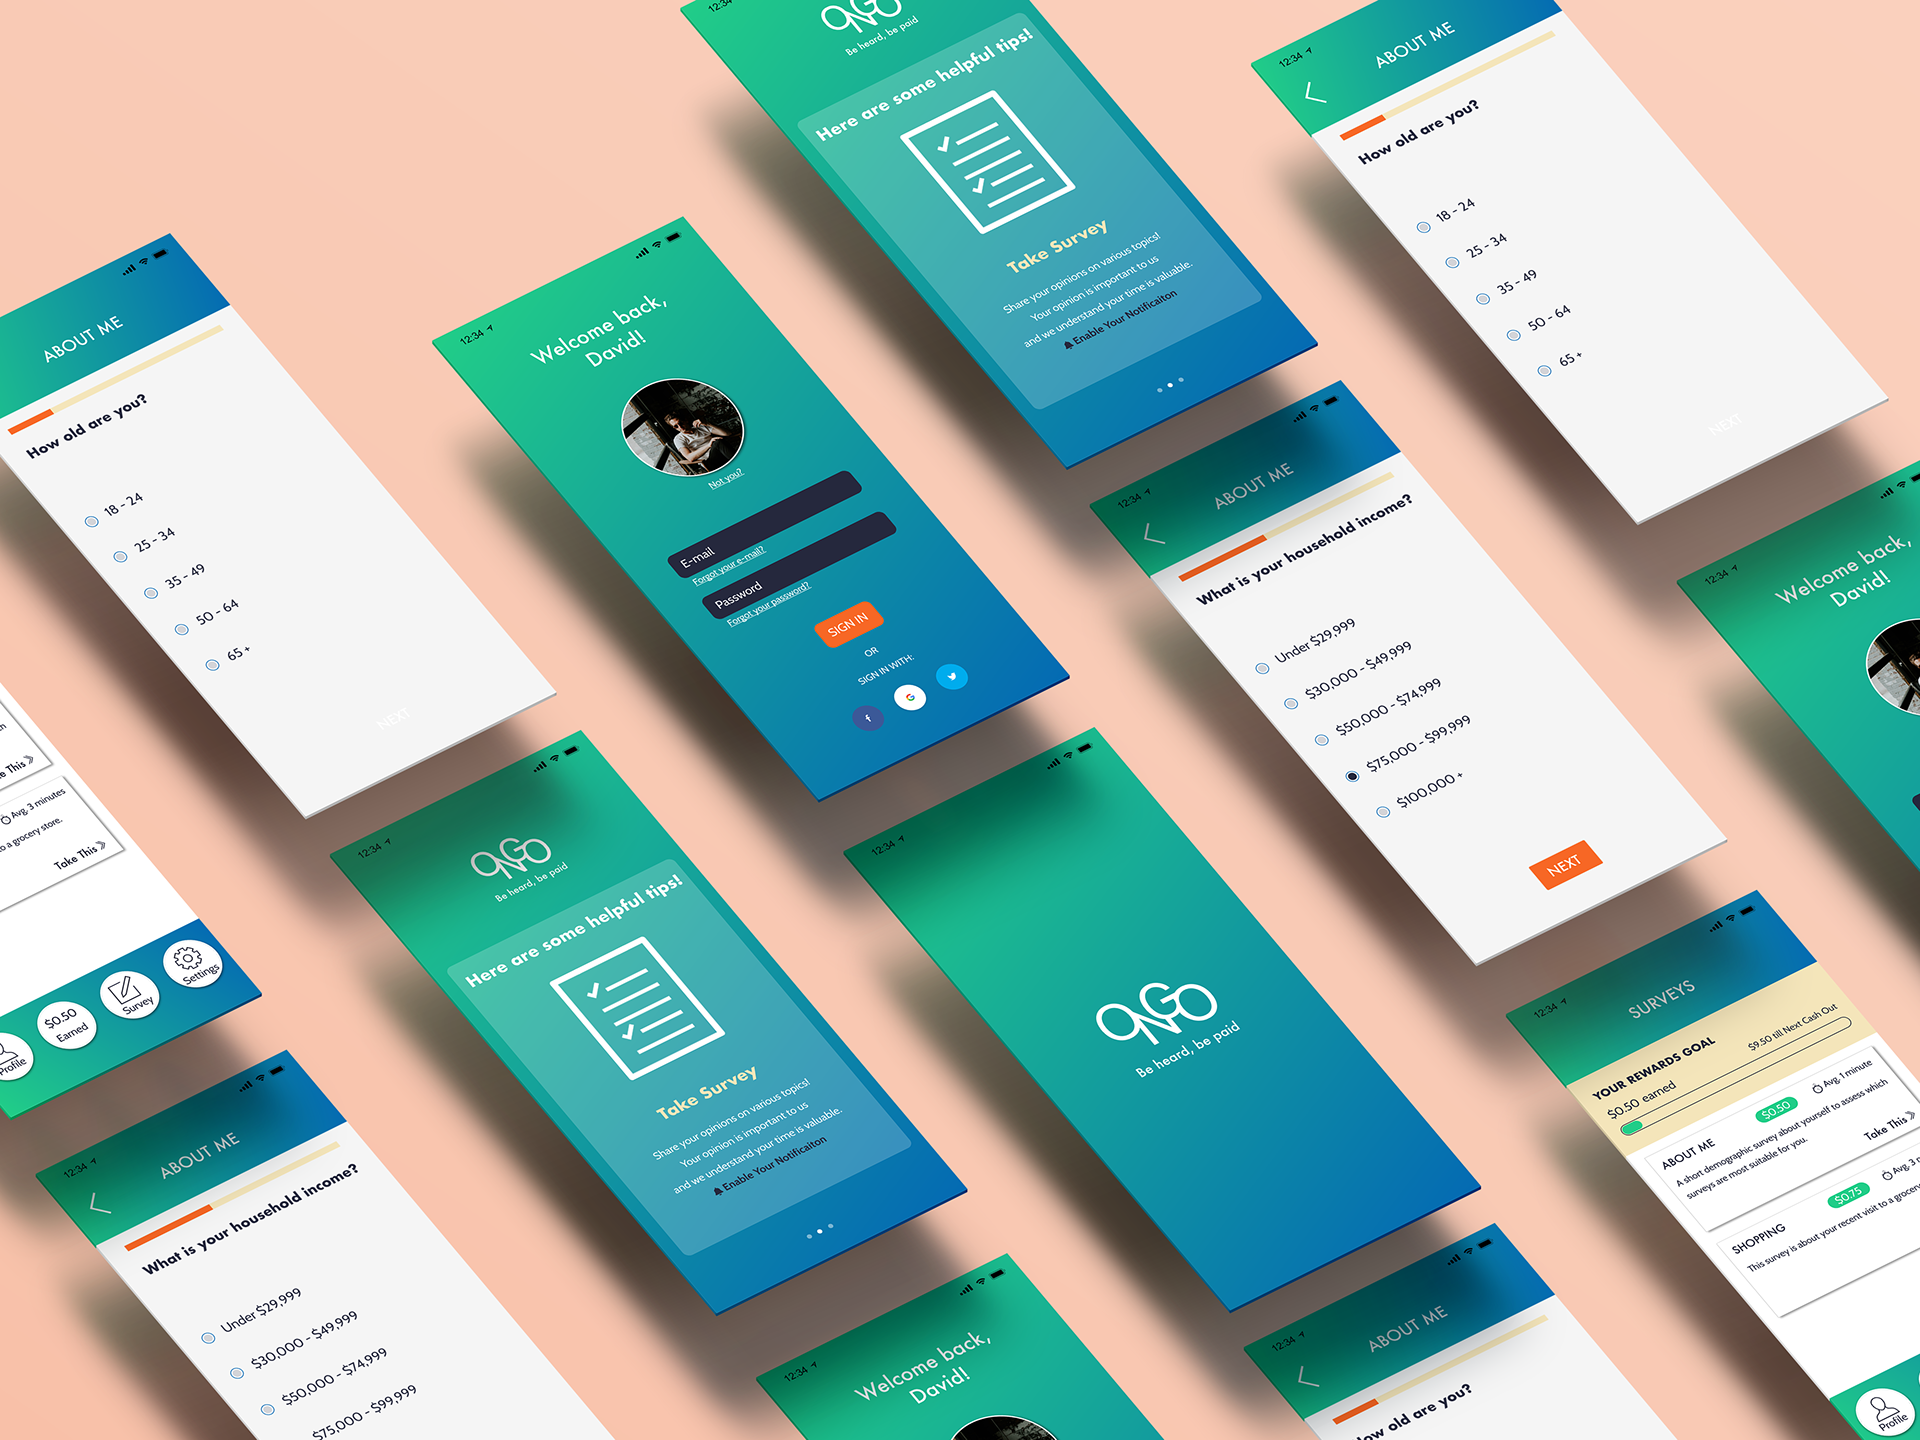 12:34
ONGO
Be heard, be paid
Here are some helpful tips!
Take Survey
Share your opinions on various topics!
Your opinion is important to us
and we understand your time is valuable.
Enable Your Notificaiton
12:34
ABOUT ME
How old are you?
18 - 24
25 - 34
35 - 49
50 - 64
65 +
NEXT
ABOUT ME
How old are you?
18 - 24
25 - 34
35 - 49
50 - 64
65 +
NEXT
12:34
Welcome back,
David!
Not you?
E-mail
Forgot your e-mail?
Password
Forgot your password?
SIGN IN
OR
SIGN IN WITH:
f
G
12:34
ABOUT ME
What is your household income?
Under $29,999
$30,000 - $49,999
$50,000 - $74,999
$75,000 - $99,999
$100,000 +
NEXT
12:34
Welcome back,
David!
This
Avg. 3 minutes
to a grocery store.
Take This
Profile
$0.50
Earned
Survey
Settings
12:34
ONGO
Be heard, be paid
Here are some helpful tips!
Take Survey
Share your opinions on various topics!
Your opinion is important to us
and we understand your time is valuable.
Enable Your Notificaiton
12:34
ONGO
Be heard, be paid
12:34
SURVEYS
YOUR REWARDS GOAL
$0.50 earned
$9.50 till Next Cash Out
ABOUT ME
$0.50
Avg. 1 minute
A short demographic survey about yourself to assess which
surveys are most suitable for you.
Take This
SHOPPING
$0.75
Avg. 3
This survey is about your recent visit to a
Profile
12:34
ABOUT ME
What is your household income?
Under $29,999
$30,000 - $49,999
$50,000 - $74,999
$75,000 - $99,999
12:34
Welcome back,
David!
12:34
ABOUT ME
How old are you?